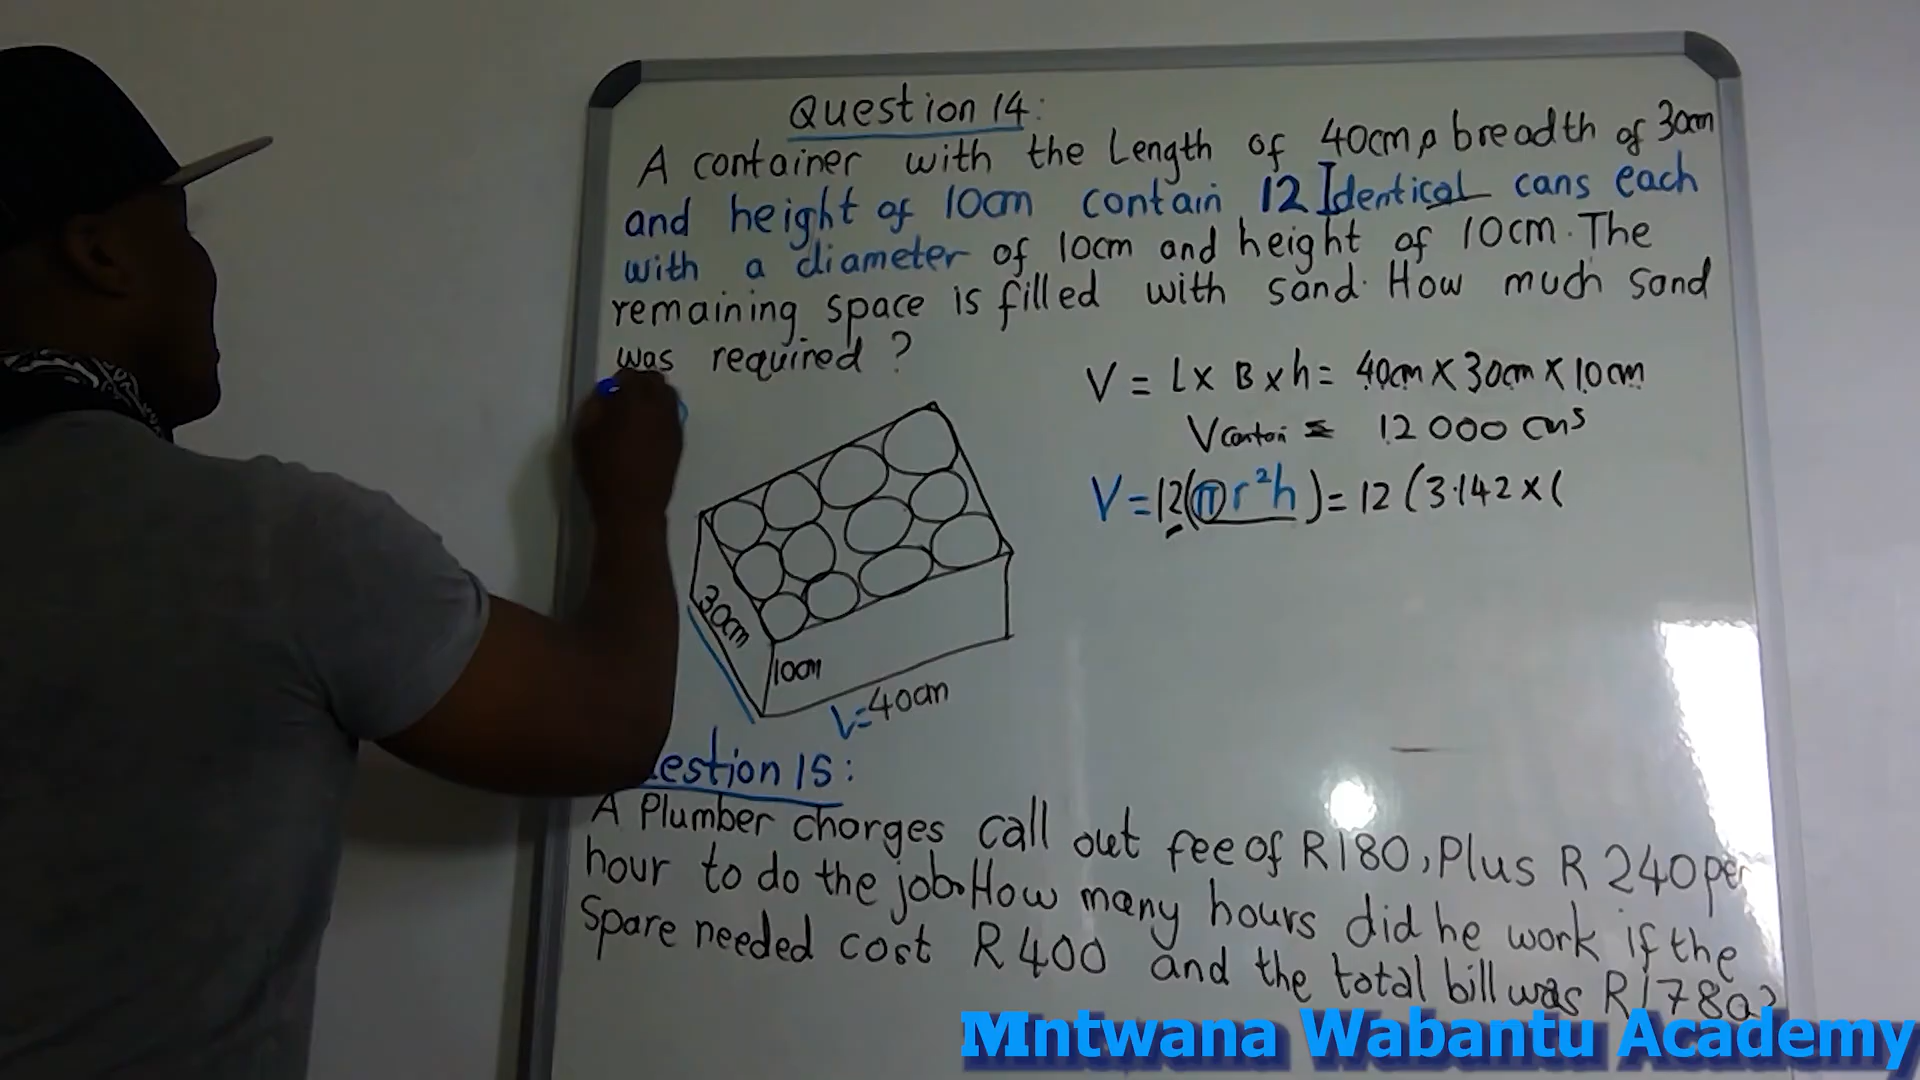 Question 14:
A container with the Length of 40cm, breadth of 30cm
and height of 10cm contain 12 Identical cans each
with a diameter of 10cm and height of 10cm. The
remaining space is filled with sand. How much sand
was required?
V = L x B x h = 40cm x 30cm x 10cm
V contai = 12 000 cm3
V = 12(πr²h) = 12 (3.142 x (
30cm
10cm
L=40cm
estion 15:
A Plumber charges call out fee of R180, Plus R 240 per
hour to do the job. How many hours did he work if the
Spare needed cost R400 and the total bill was R1780?
Mntwana Wabantu Academy